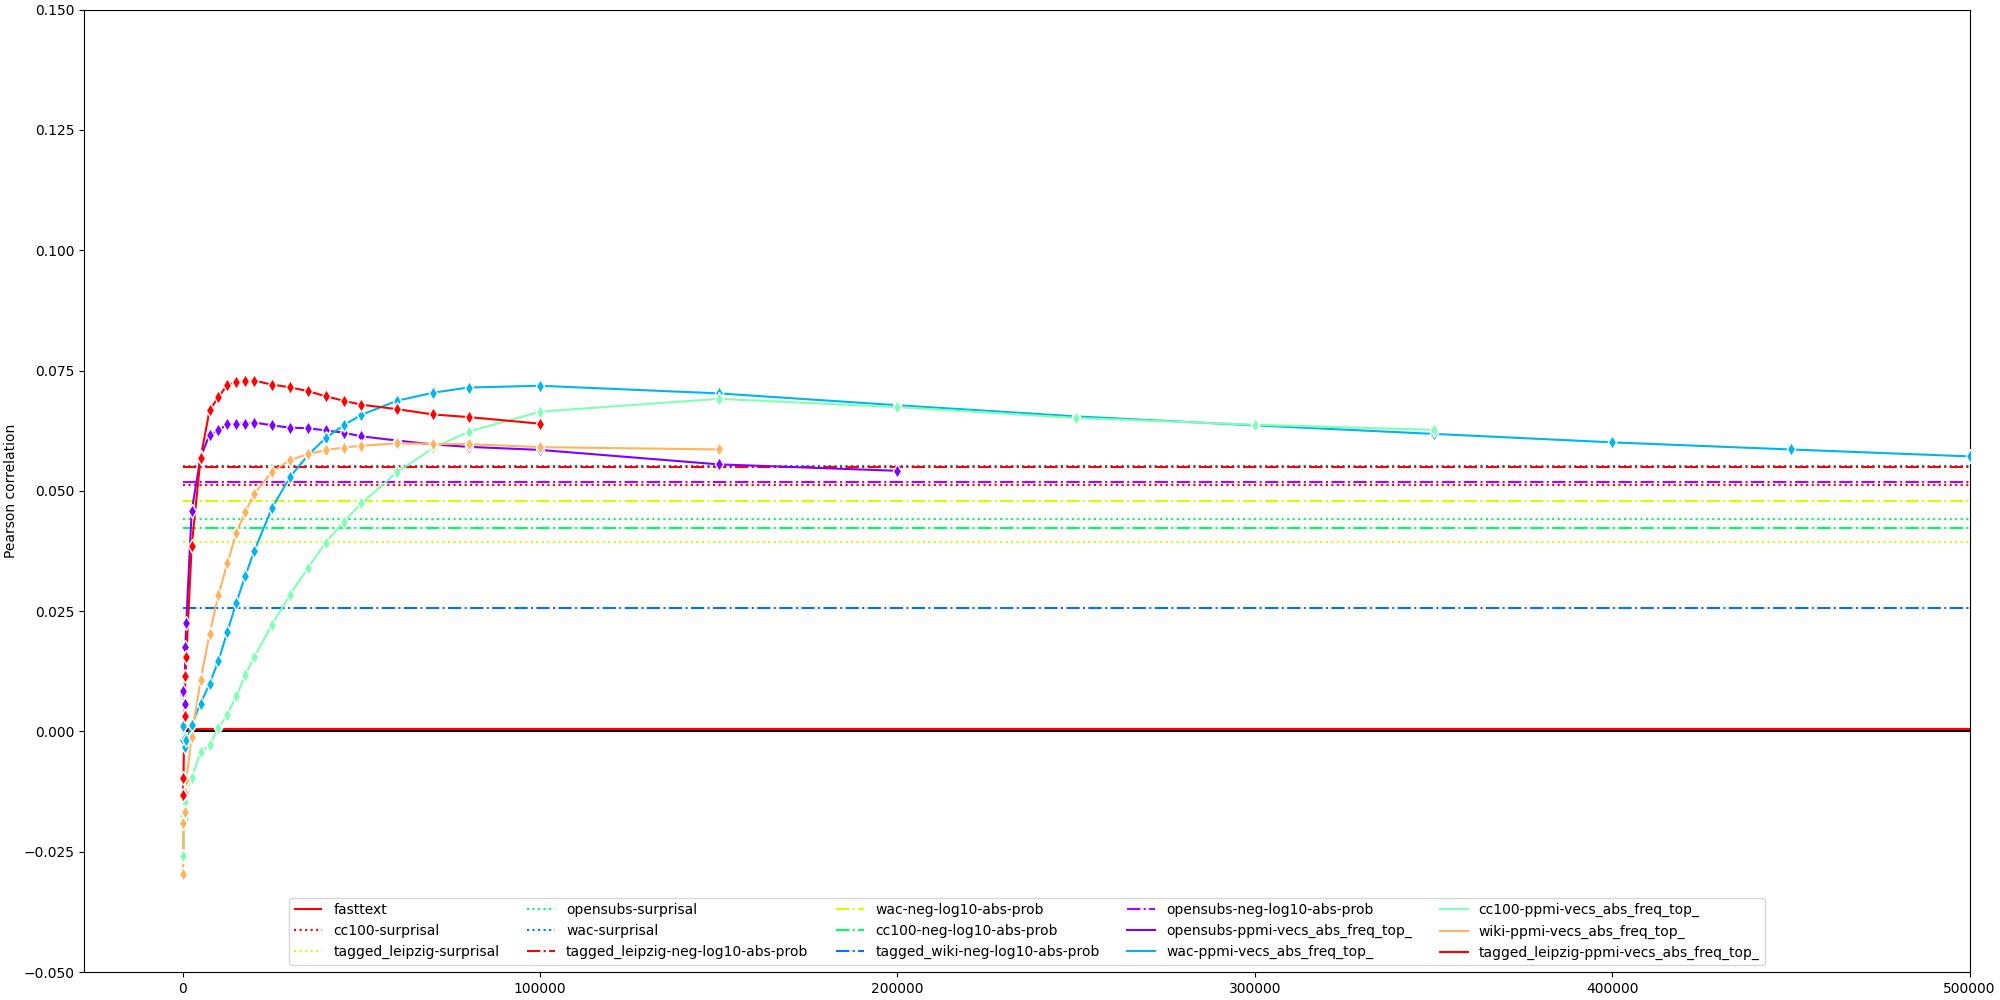 0.150
0.125
0.100
0.075
0.050
0.025
0.000
−0.025
−0.050
Pearson correlation
0 100000 200000 300000 400000 500000
fasttext
cc100-surprisal
tagged_leipzig-surprisal
opensubs-surprisal
wac-surprisal
tagged_leipzig-neg-log10-abs-prob
wac-neg-log10-abs-prob
cc100-neg-log10-abs-prob
tagged_wiki-neg-log10-abs-prob
opensubs-neg-log10-abs-prob
opensubs-ppmi-vecs_abs_freq_top_
wac-ppmi-vecs_abs_freq_top_
cc100-ppmi-vecs_abs_freq_top_
wiki-ppmi-vecs_abs_freq_top_
tagged_leipzig-ppmi-vecs_abs_freq_top_